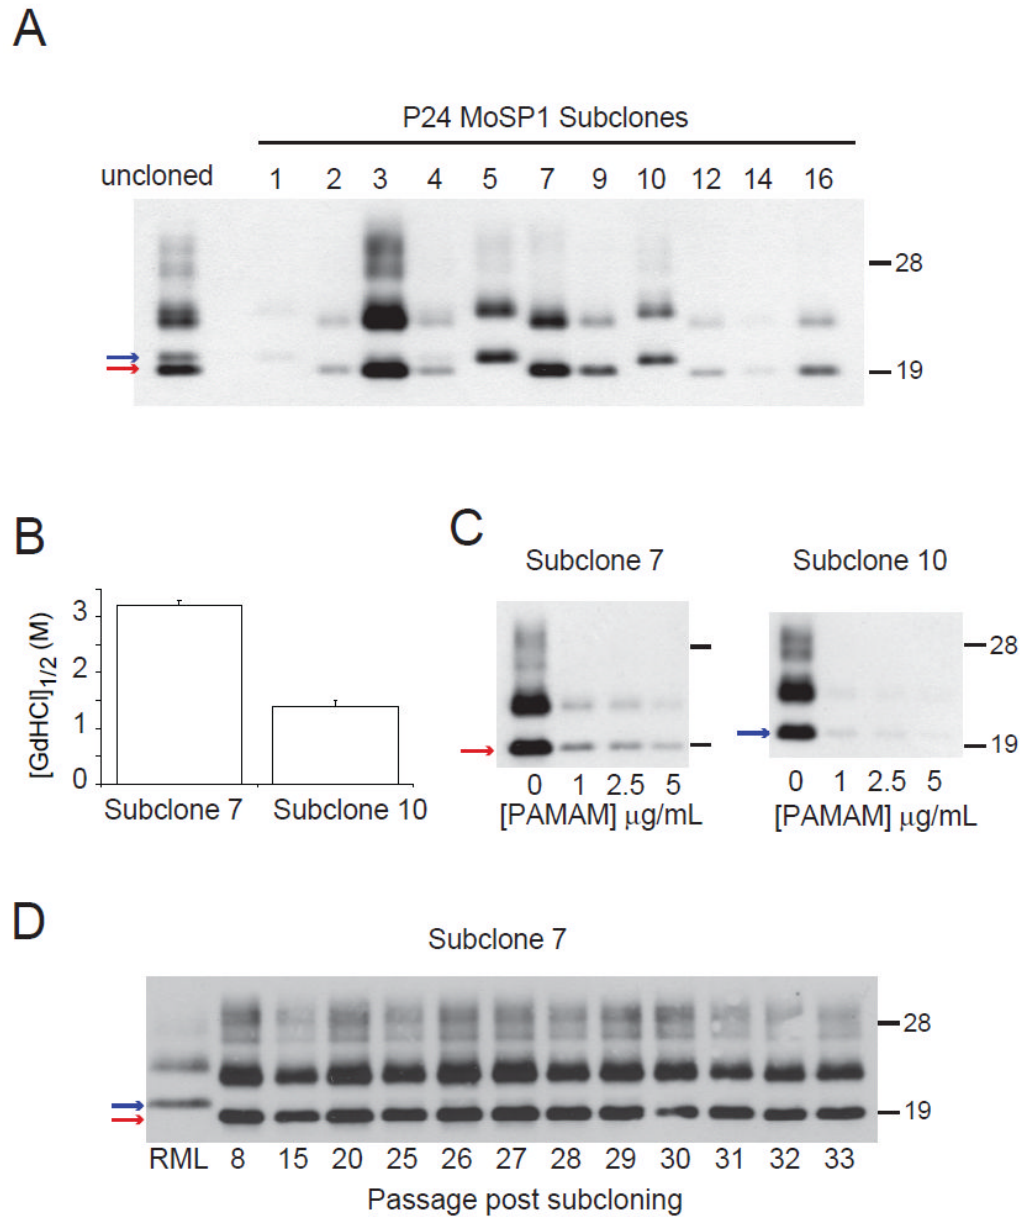 A
P24 MoSP1 Subclones
uncloned 1 2 3 4 5 7 9 10 12 14 16
28
19
B
[GdHCl]1/2 (M)
3
2
1
0
Subclone 7 Subclone 10
C
Subclone 7 Subclone 10
28
19
0 1 2.5 5 0 1 2.5 5
[PAMAM] μg/mL [PAMAM] μg/mL
D
Subclone 7
28
19
RML 8 15 20 25 26 27 28 29 30 31 32 33
Passage post subcloning